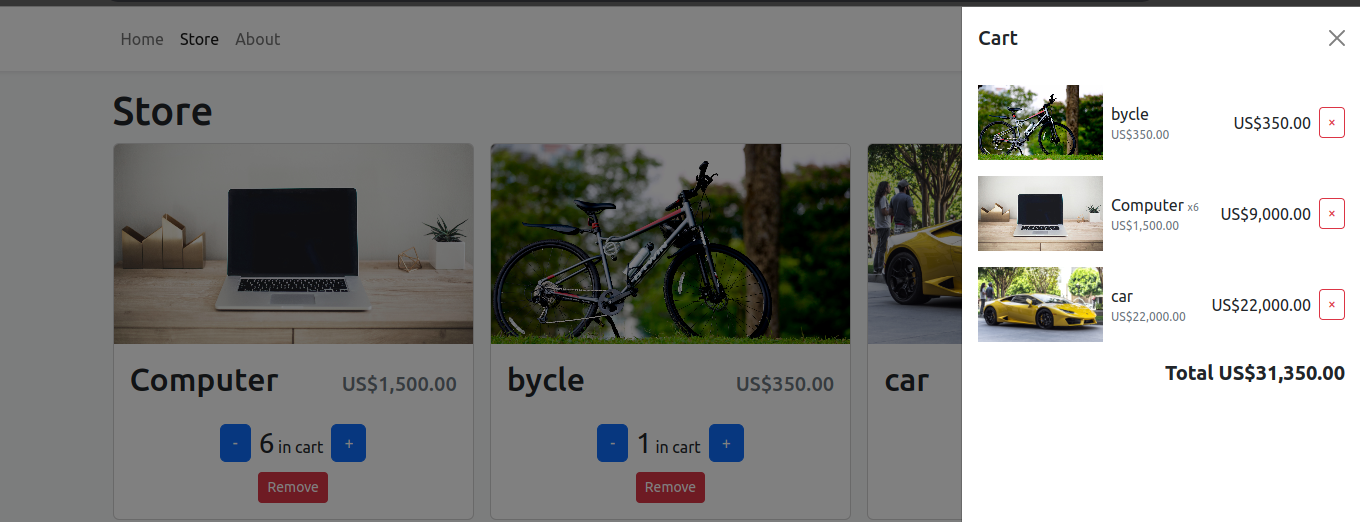 Home Store About
Store
Computer US$1,500.00
- 6 in cart +
Remove
bycle US$350.00
- 1 in cart +
Remove
car
Cart
bycle
US$350.00
US$350.00 ×
Computer x6
US$1,500.00
US$9,000.00 ×
car
US$22,000.00
US$22,000.00 ×
Total US$31,350.00